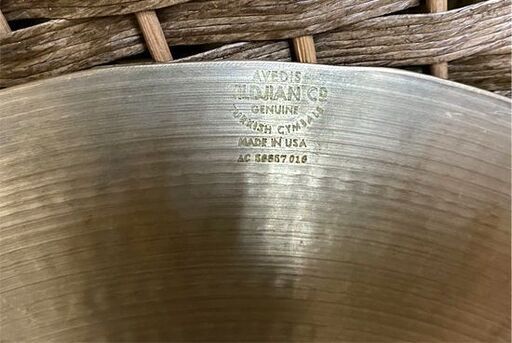 AVEDIS
ZILDJIAN CO
GENUINE
TURKISH CYMBALS
MADE IN USA